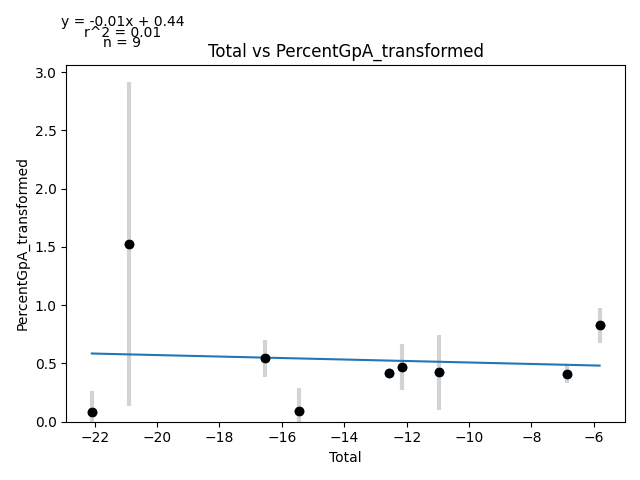 y = -0.01x + 0.44
r^2 = 0.01
n = 9
Total vs PercentGpA_transformed
3.0
2.5
2.0
1.5
1.0
0.5
0.0
PercentGpA_transformed
−22 −20 −18 −16 −14 −12 −10 −8 −6
Total